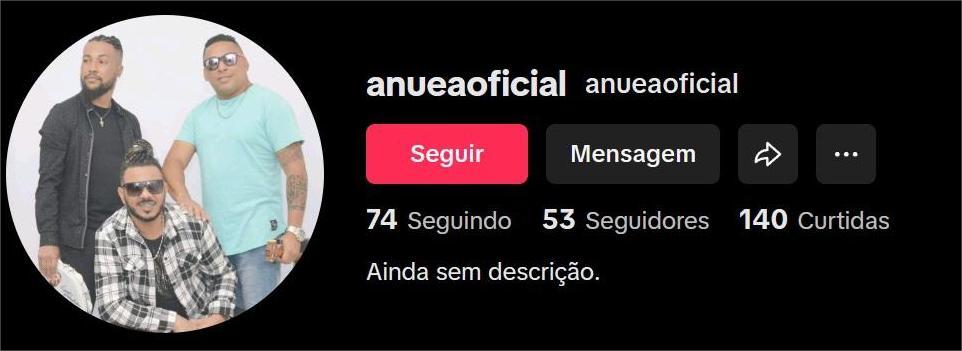 anueaoficial anueaoficial
Seguir Mensagem
74 Seguindo 53 Seguidores 140 Curtidas
Ainda sem descrição.